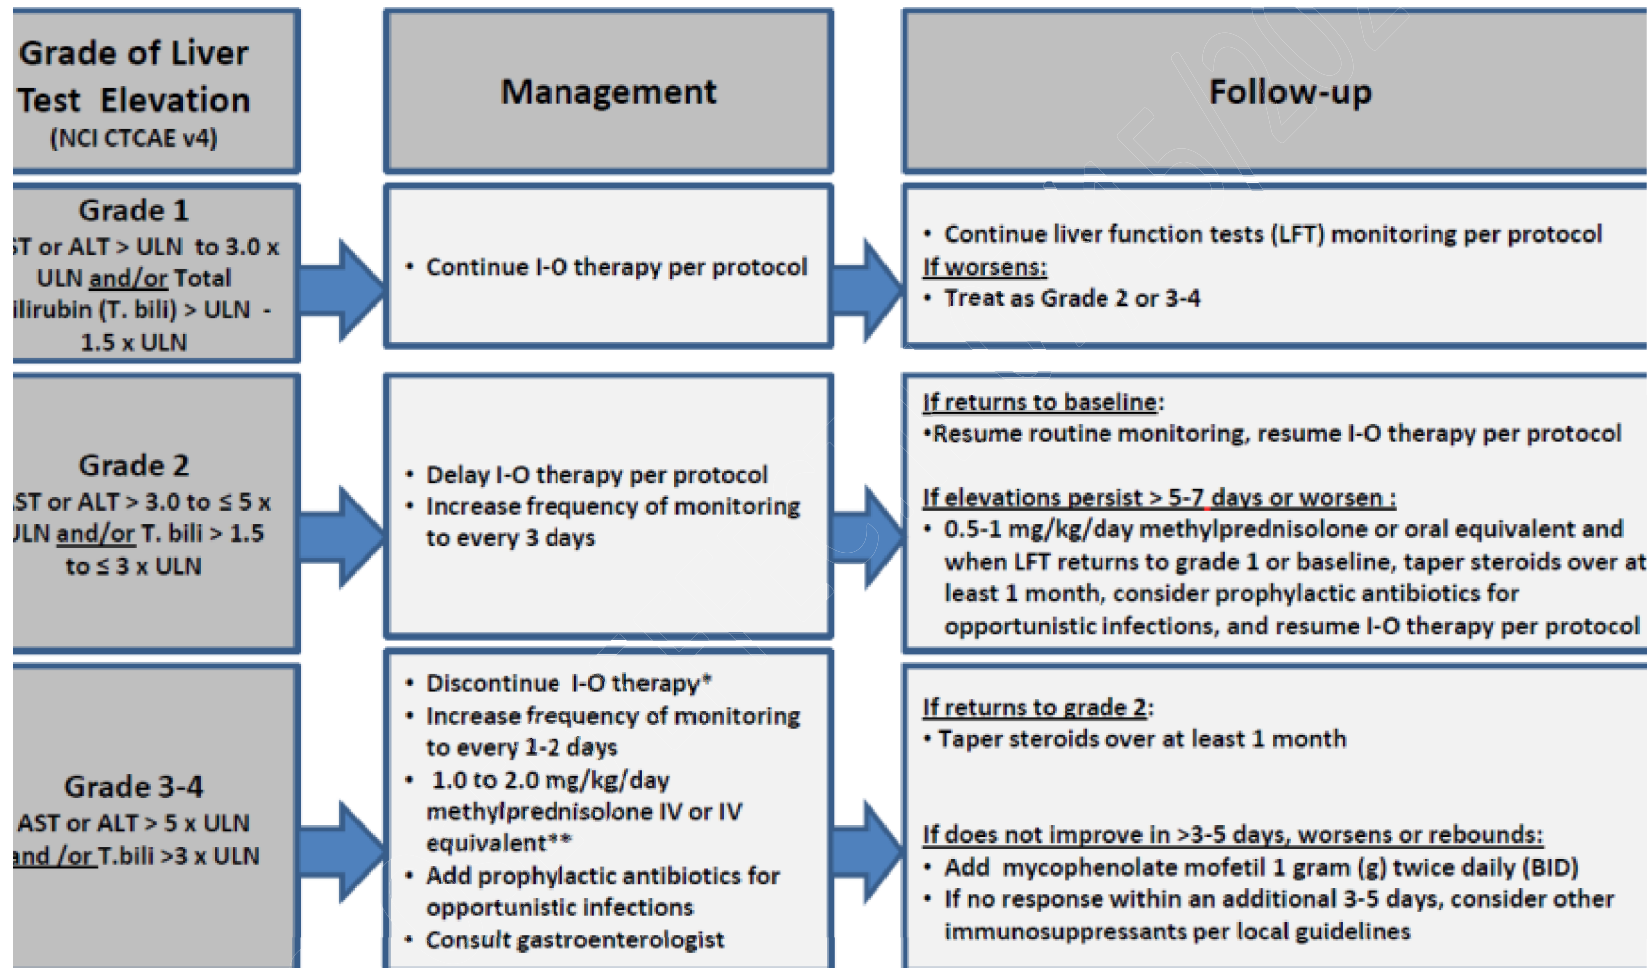 Grade of Liver
Test Elevation
(NCI CTCAE v4)
Management
Follow-up
Grade 1
ST or ALT > ULN to 3.0 x
ULN and/or Total
ilirubin (T. bili) > ULN -
1.5 x ULN
• Continue I-O therapy per protocol
• Continue liver function tests (LFT) monitoring per protocol
If worsens:
• Treat as Grade 2 or 3-4
Grade 2
ST or ALT > 3.0 to ≤ 5 x
ULN and/or T. bili > 1.5
to ≤ 3 x ULN
• Delay I-O therapy per protocol
• Increase frequency of monitoring
to every 3 days
If returns to baseline:
•Resume routine monitoring, resume I-O therapy per protocol
If elevations persist > 5-7 days or worsen :
• 0.5-1 mg/kg/day methylprednisolone or oral equivalent and
when LFT returns to grade 1 or baseline, taper steroids over at
least 1 month, consider prophylactic antibiotics for
opportunistic infections, and resume I-O therapy per protocol
Grade 3-4
AST or ALT > 5 x ULN
and /or T.bili >3 x ULN
• Discontinue I-O therapy*
• Increase frequency of monitoring
to every 1-2 days
• 1.0 to 2.0 mg/kg/day
methylprednisolone IV or IV
equivalent**
• Add prophylactic antibiotics for
opportunistic infections
• Consult gastroenterologist
If returns to grade 2:
• Taper steroids over at least 1 month
If does not improve in >3-5 days, worsens or rebounds:
• Add mycophenolate mofetil 1 gram (g) twice daily (BID)
• If no response within an additional 3-5 days, consider other
immunosuppressants per local guidelines